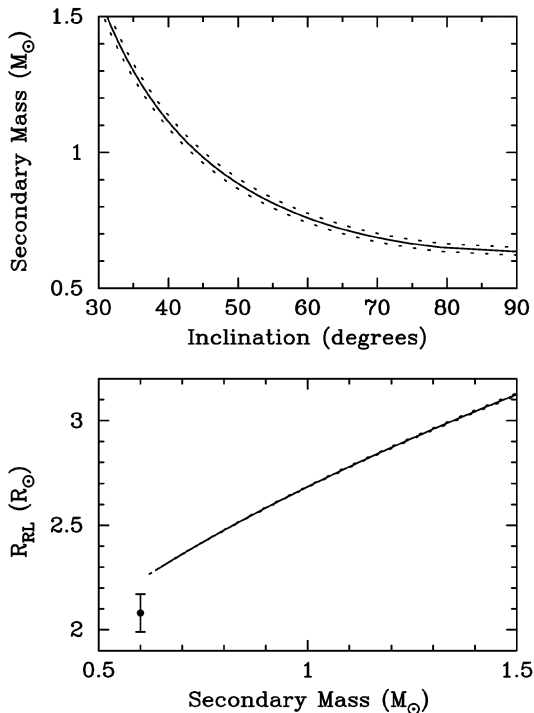 1.5
1
0.5
Secondary Mass (M☉)
30 40 50 60 70 80 90
Inclination (degrees)
3
2.5
2
R_RL (R☉)
0.5 1 1.5
Secondary Mass (M☉)